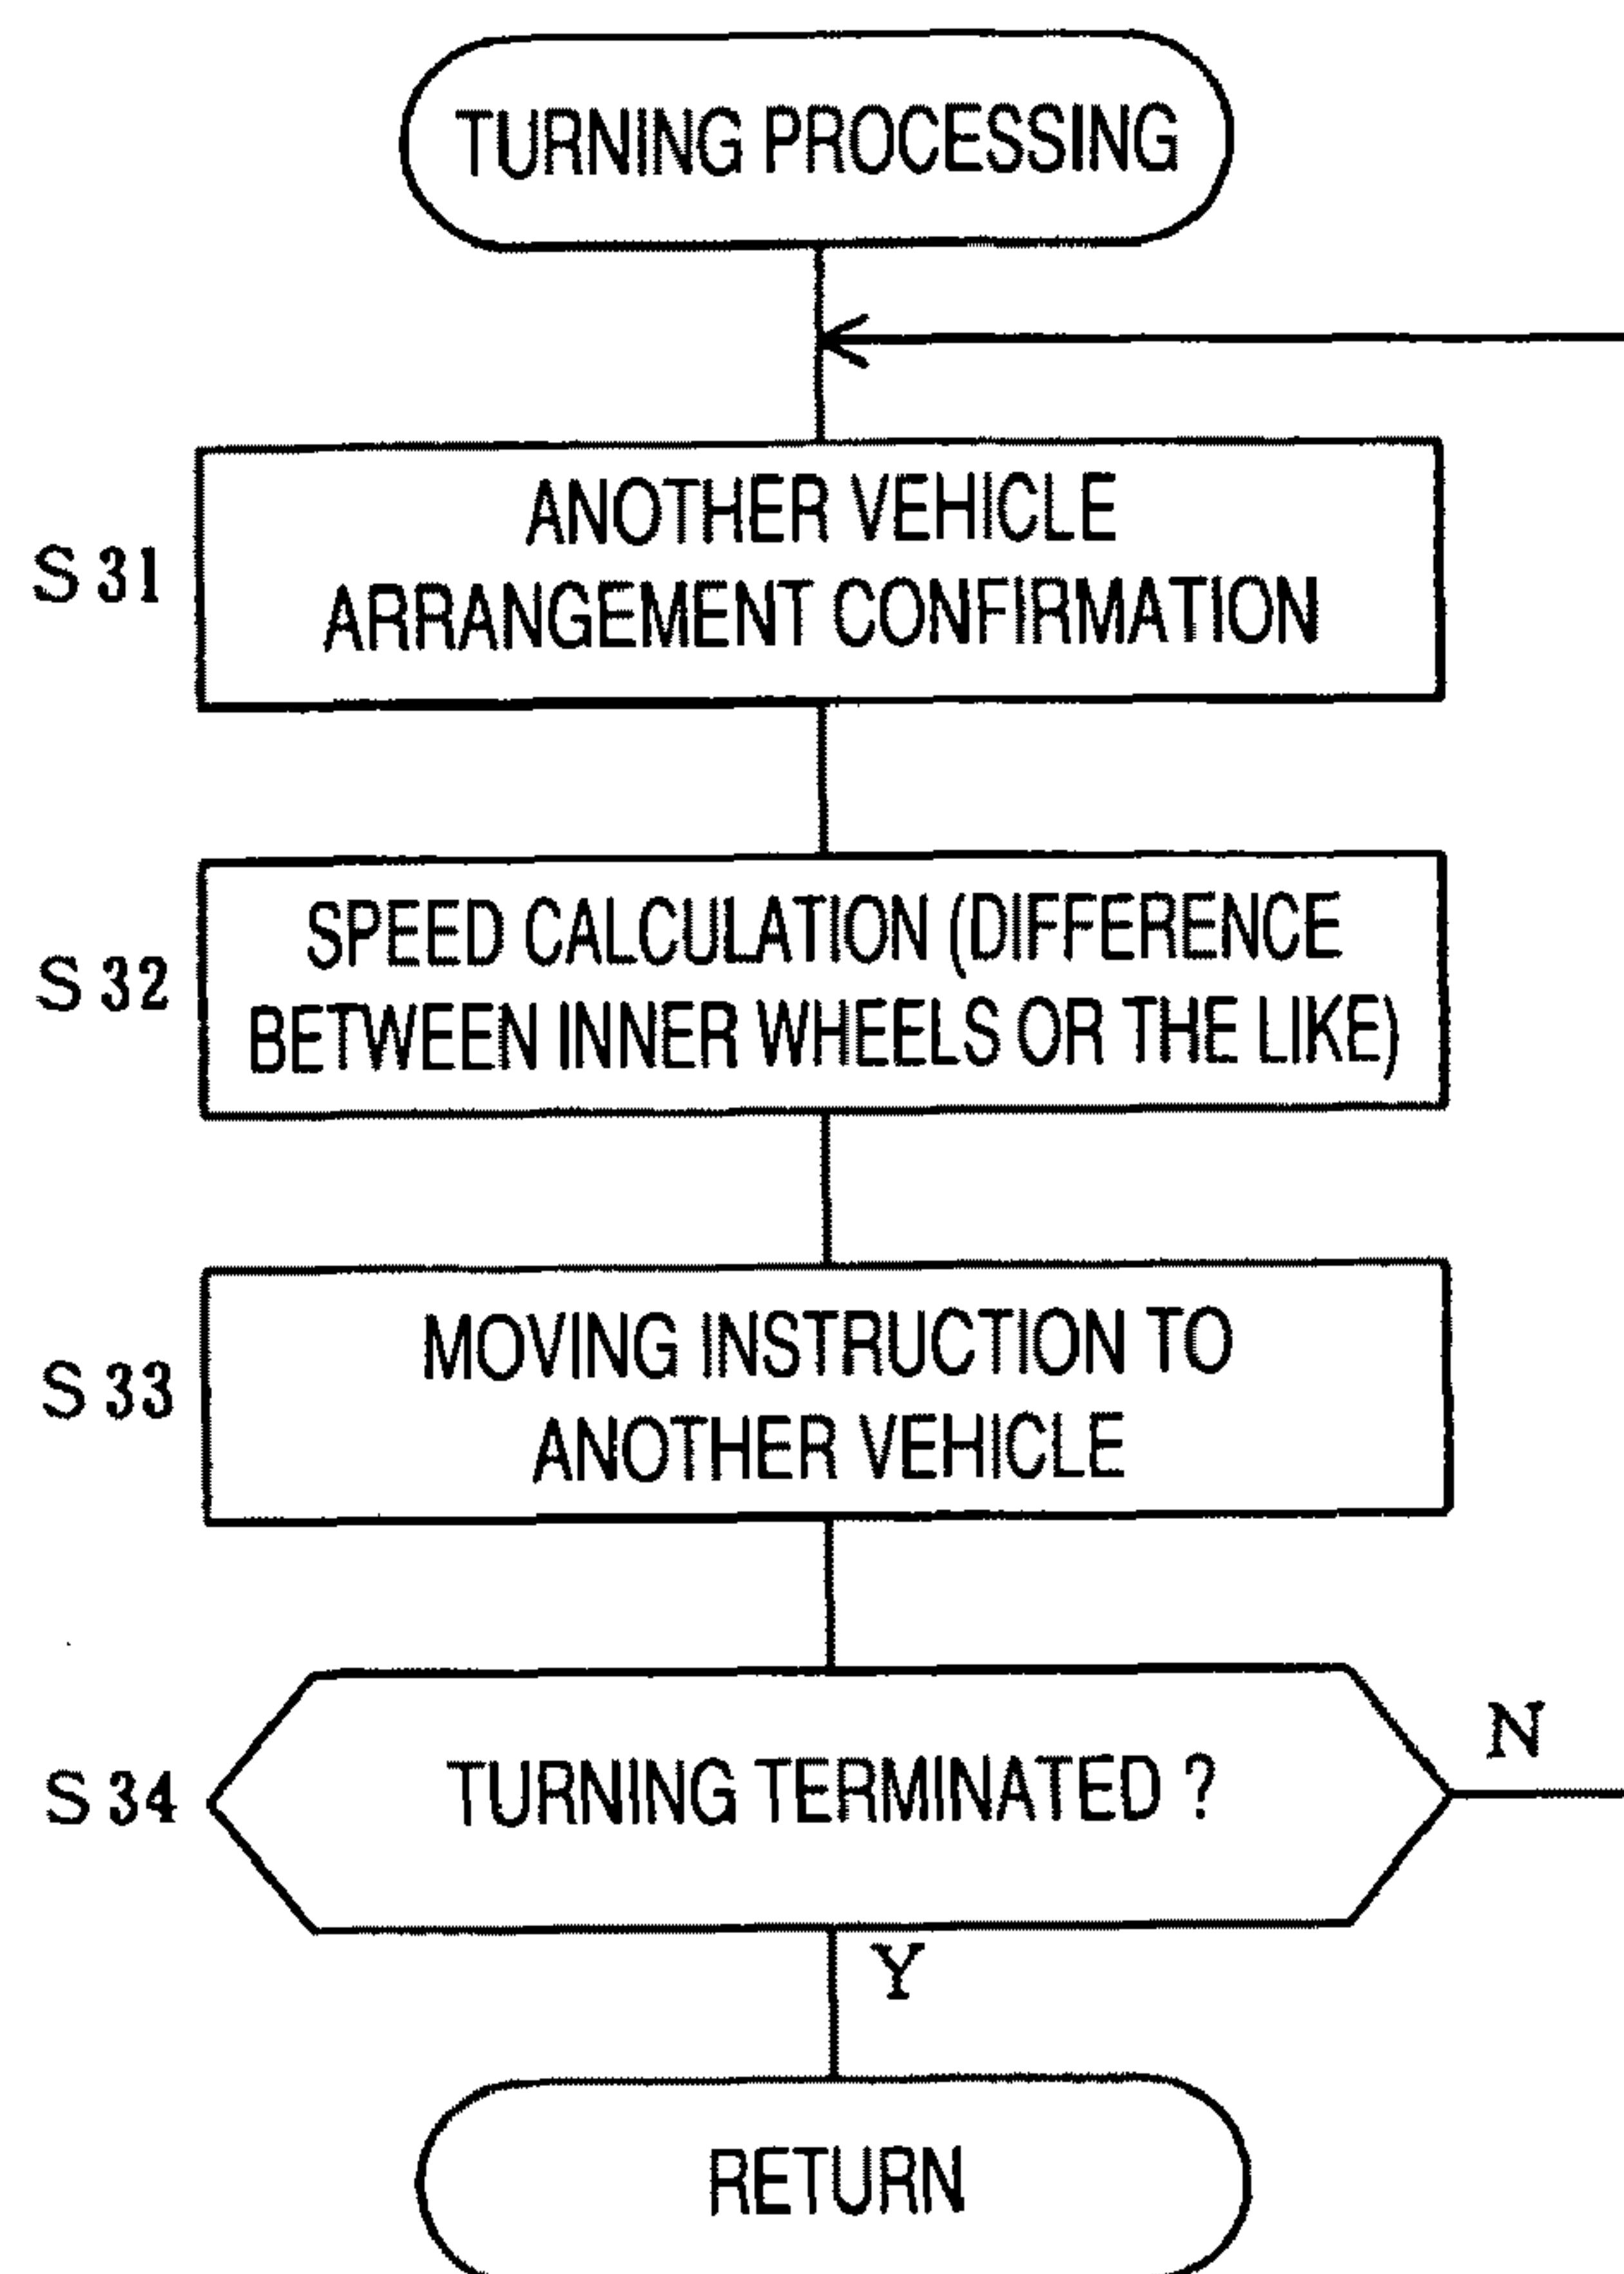 TURNING PROCESSING
S 31
ANOTHER VEHICLE
ARRANGEMENT CONFIRMATION
S 32
SPEED CALCULATION (DIFFERENCE
BETWEEN INNER WHEELS OR THE LIKE)
S 33
MOVING INSTRUCTION TO
ANOTHER VEHICLE
S 34
TURNING TERMINATED ?
N
Y
RETURN